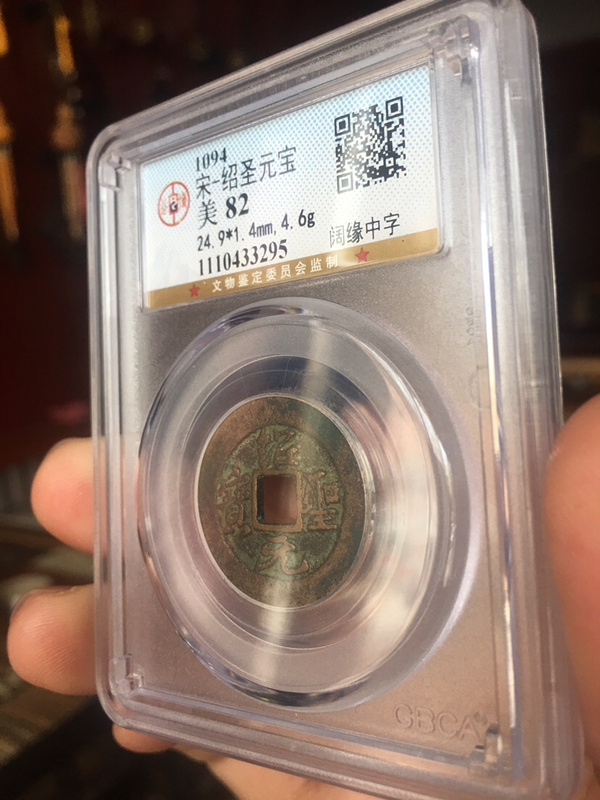 1094
宋-绍圣元宝
美 82
24.9*1.4mm,4.6g
阔缘中字
1110433295
文物鉴定委员会监制
紹聖元寶
GBCA